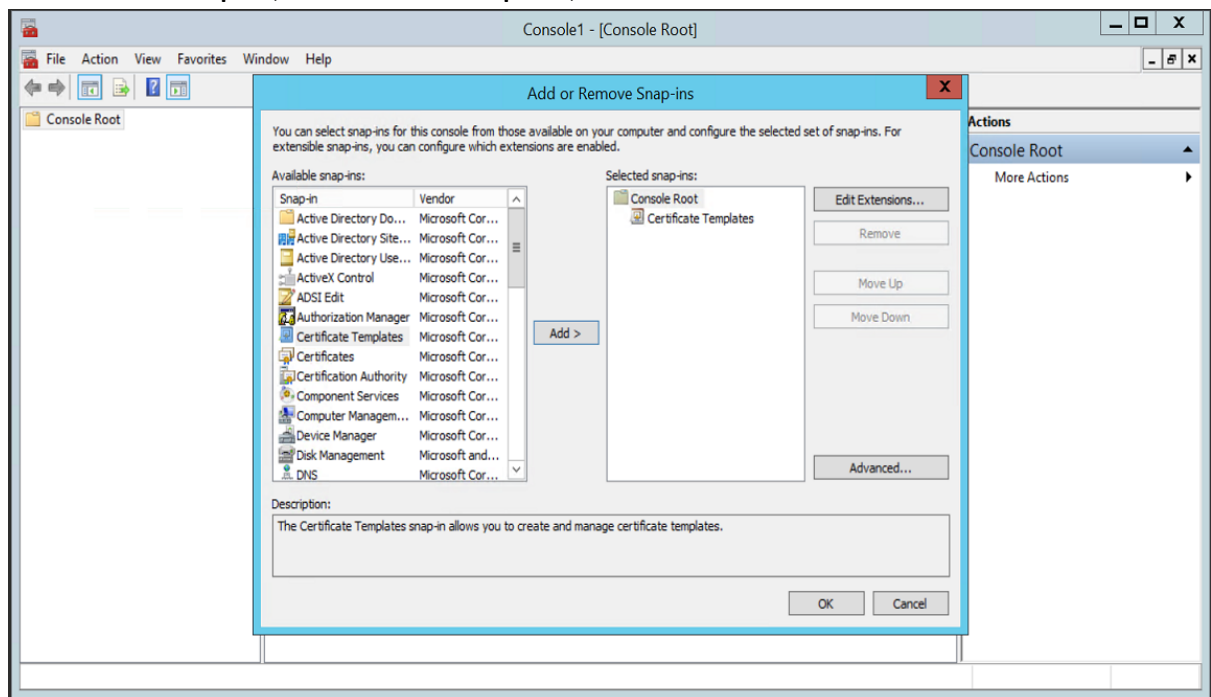 Console1 - [Console Root]
File Action View Favorites Window Help
Add or Remove Snap-ins
Console Root
You can select snap-ins for this console from those available on your computer and configure the selected set of snap-ins. For
extensible snap-ins, you can configure which extensions are enabled.
Available snap-ins:
Snap-in Vendor
Active Directory Do... Microsoft Cor...
Active Directory Site... Microsoft Cor...
Active Directory Use... Microsoft Cor...
ActiveX Control Microsoft Cor...
ADSI Edit Microsoft Cor...
Authorization Manager Microsoft Cor...
Certificate Templates Microsoft Cor...
Certificates Microsoft Cor...
Certification Authority Microsoft Cor...
Component Services Microsoft Cor...
Computer Managem... Microsoft Cor...
Device Manager Microsoft Cor...
Disk Management Microsoft and...
DNS Microsoft Cor...
Add >
Selected snap-ins:
Console Root
Certificate Templates
Edit Extensions...
Remove
Move Up
Move Down
Advanced...
Description:
The Certificate Templates snap-in allows you to create and manage certificate templates.
OK Cancel
Actions
Console Root
More Actions